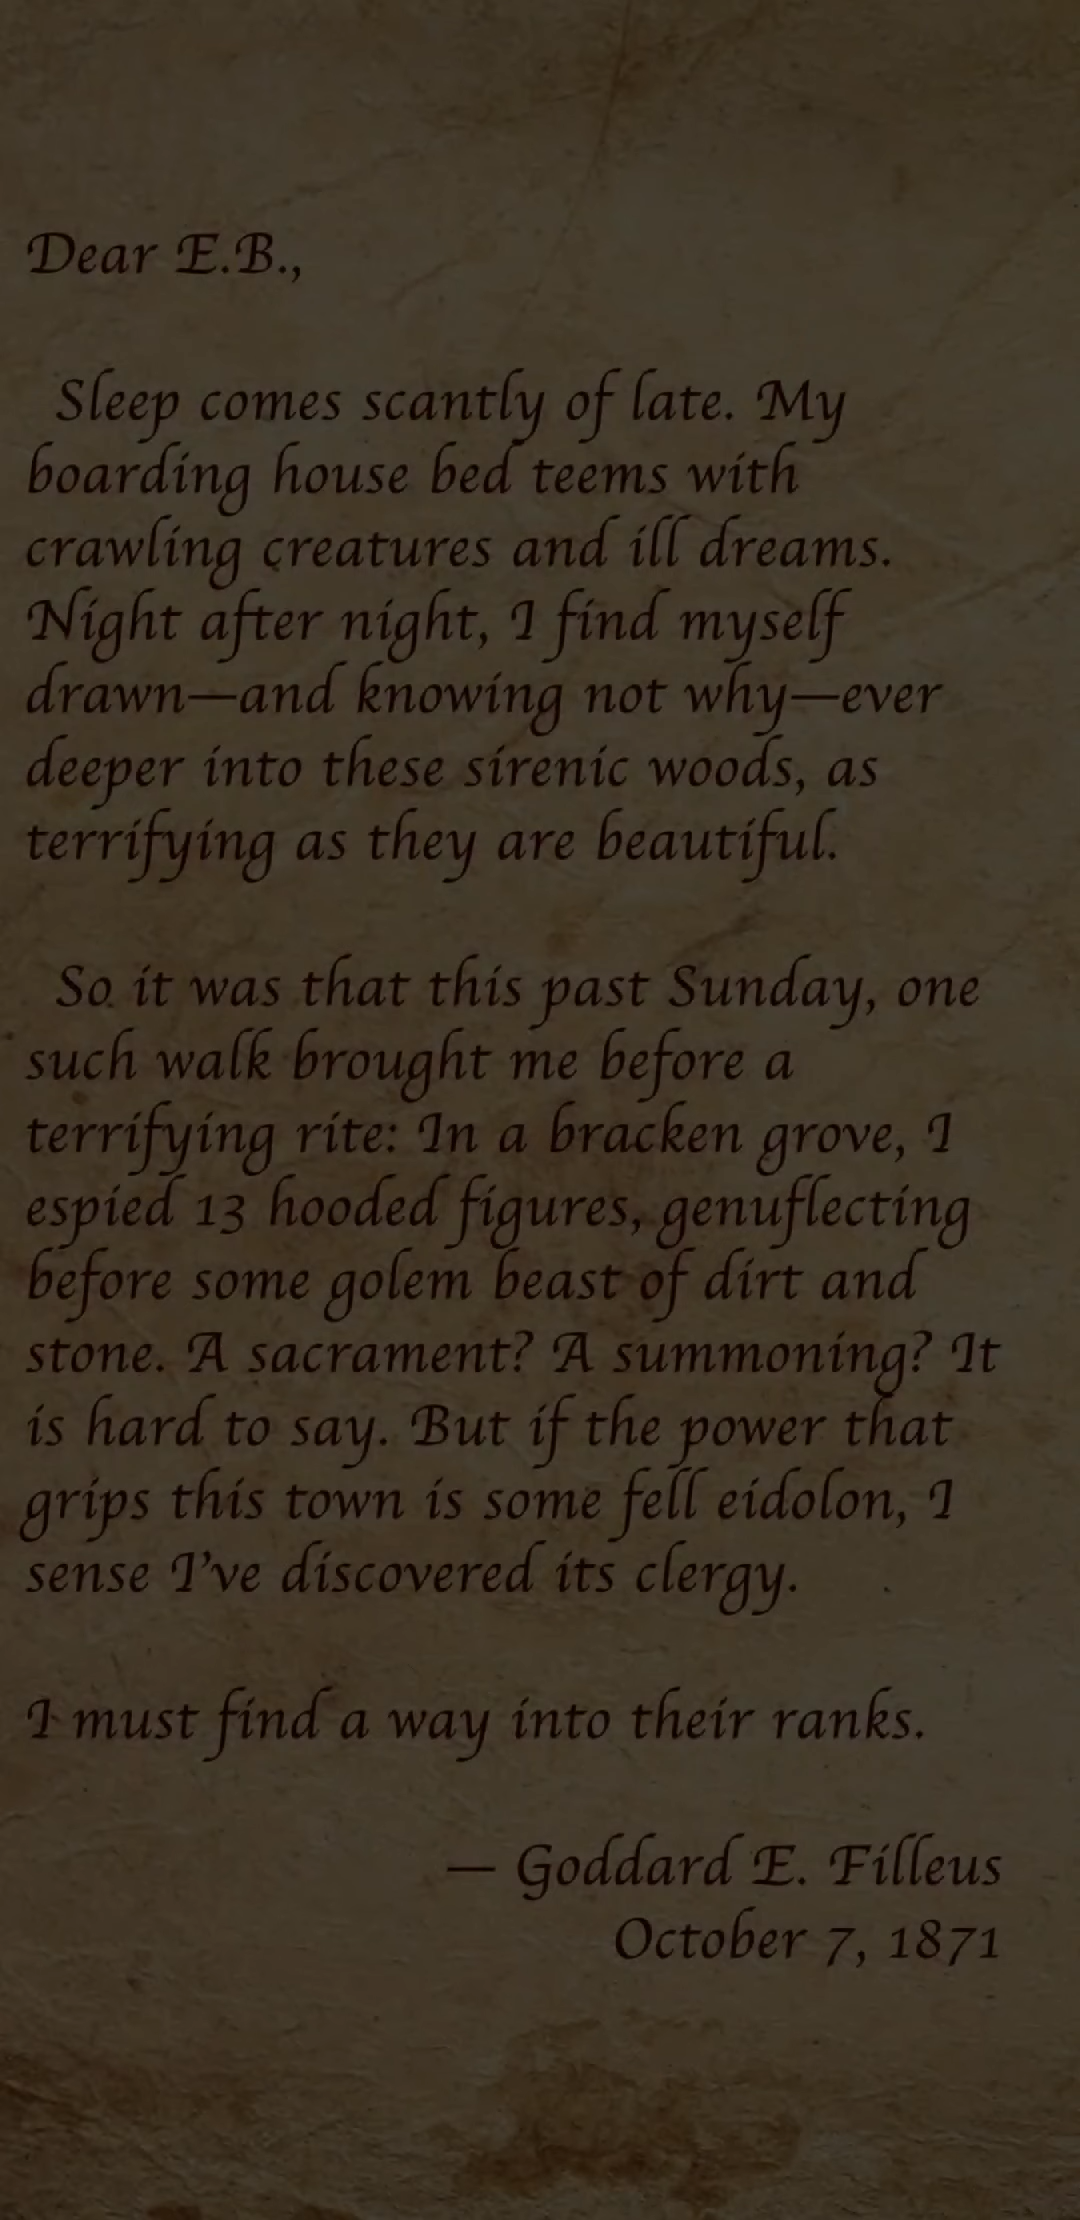 Dear E.B.,
Sleep comes scantly of late. My
boarding house bed teems with
crawling creatures and ill dreams.
Night after night, I find myself
drawn—and knowing not why—ever
deeper into these sirenic woods, as
terrifying as they are beautiful.
So it was that this past Sunday, one
such walk brought me before a
terrifying rite: In a bracken grove, I
espied 13 hooded figures, genuflecting
before some golem beast of dirt and
stone. A sacrament? A summoning? It
is hard to say. But if the power that
grips this town is some fell eidolon, I
sense I've discovered its clergy.
I must find a way into their ranks.
— Goddard E. Filleus
October 7, 1871